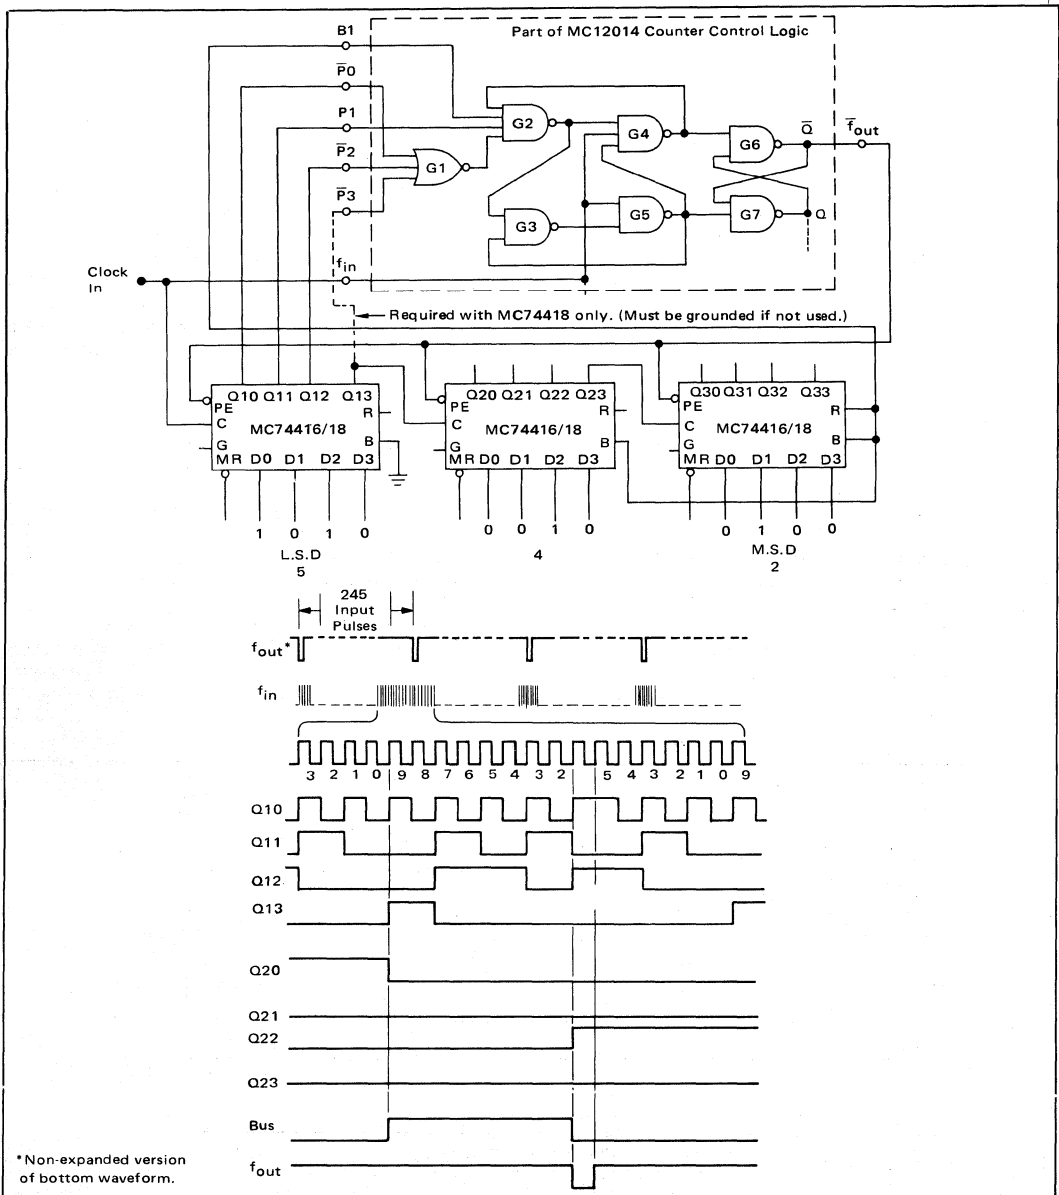 B1
Part of MC12014 Counter Control Logic
P̅0
P1
P̅2
P̅3
f in
G1
G2
G3
G4
G5
G6
G7
Q̅
Q
f̅out
Clock
In
Required with MC74418 only. (Must be grounded if not used.)
Q10 Q11 Q12 Q13
PE
R
C
MC74416/18
G
B
MR D0 D1 D2 D3
1 0 1 0
L.S.D
5
Q20 Q21 Q22 Q23
PE
R
C
MC74416/18
G
B
MR D0 D1 D2 D3
0 0 1 0
4
Q30 Q31 Q32 Q33
PE
R
C
MC74416/18
G
B
MR D0 D1 D2 D3
0 1 0 0
M.S.D
2
245
Input
Pulses
fout*
fin
3 2 1 0 9 8 7 6 5 4 3 2 5 4 3 2 1 0 9
Q10
Q11
Q12
Q13
Q20
Q21
Q22
Q23
Bus
fout
*Non-expanded version
of bottom waveform.